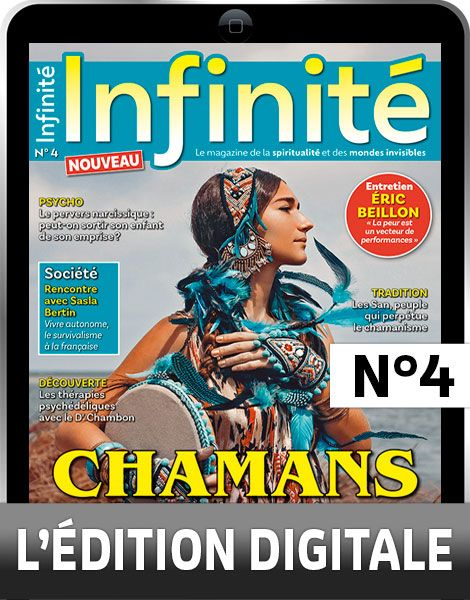 Infinité
N° 4
Infinité
NOUVEAU
Le magazine de la spiritualité et des mondes invisibles
PSYCHO
Le pervers narcissique :
peut-on sortir son enfant
de son emprise ?
Entretien
ÉRIC
BEILLON
« La peur est
un vecteur de
performances »
Société
Rencontre
avec Sasla
Bertin
Vivre autonome,
le survivalisme
à la française
TRADITION
Les San, peuple
qui perpétue
le chamanisme
N°4
DÉCOUVERTE
Les thérapies
psychédéliques
avec le Dr Chambon
CHAMANS
L'ÉDITION DIGITALE